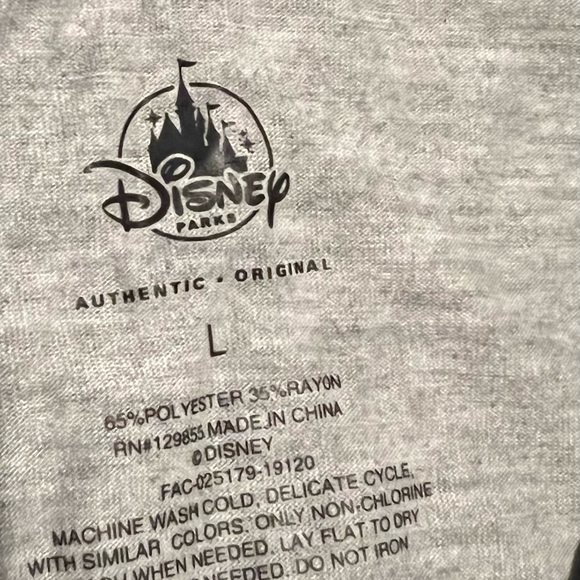 DISNEY
PARKS
AUTHENTIC • ORIGINAL
L
65%POLYESTER 35%RAYON
RN#129855 MADE IN CHINA
©DISNEY
FAC-025179-19120
MACHINE WASH COLD, DELICATE CYCLE,
WITH SIMILAR COLORS. ONLY NON-CHLORINE
WHEN NEEDED. LAY FLAT TO DRY
NEEDED. DO NOT IRON